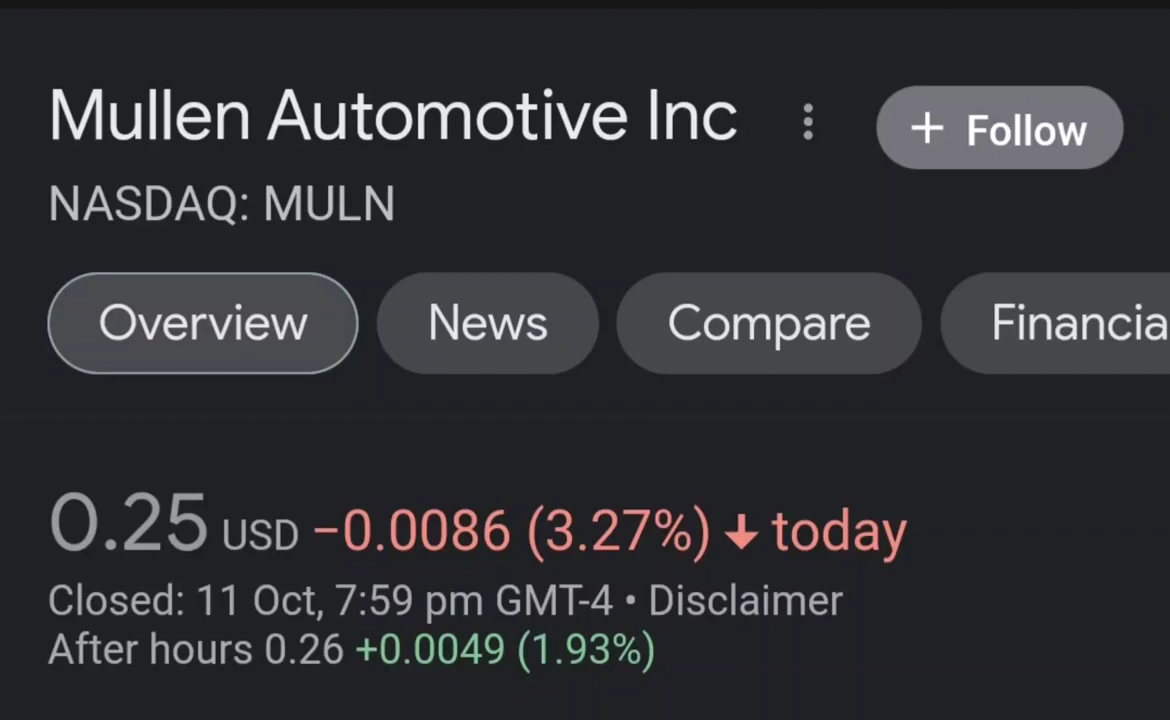 Mullen Automotive Inc
+ Follow
NASDAQ: MULN
Overview News Compare Financia
0.25 USD −0.0086 (3.27%) ↓ today
Closed: 11 Oct, 7:59 pm GMT-4 • Disclaimer
After hours 0.26 +0.0049 (1.93%)